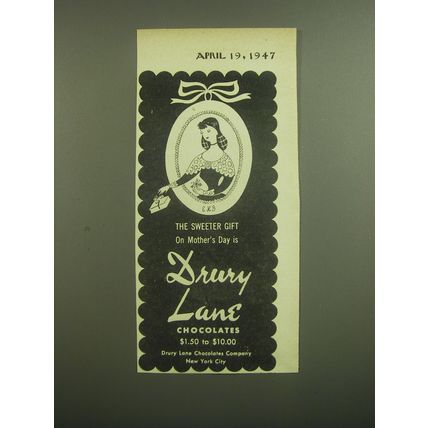 APRIL 19, 1947
THE SWEETER GIFT
On Mother's Day is
Drury
Lane
CHOCOLATES
$1.50 to $10.00
Drury Lane Chocolates Company
New York City